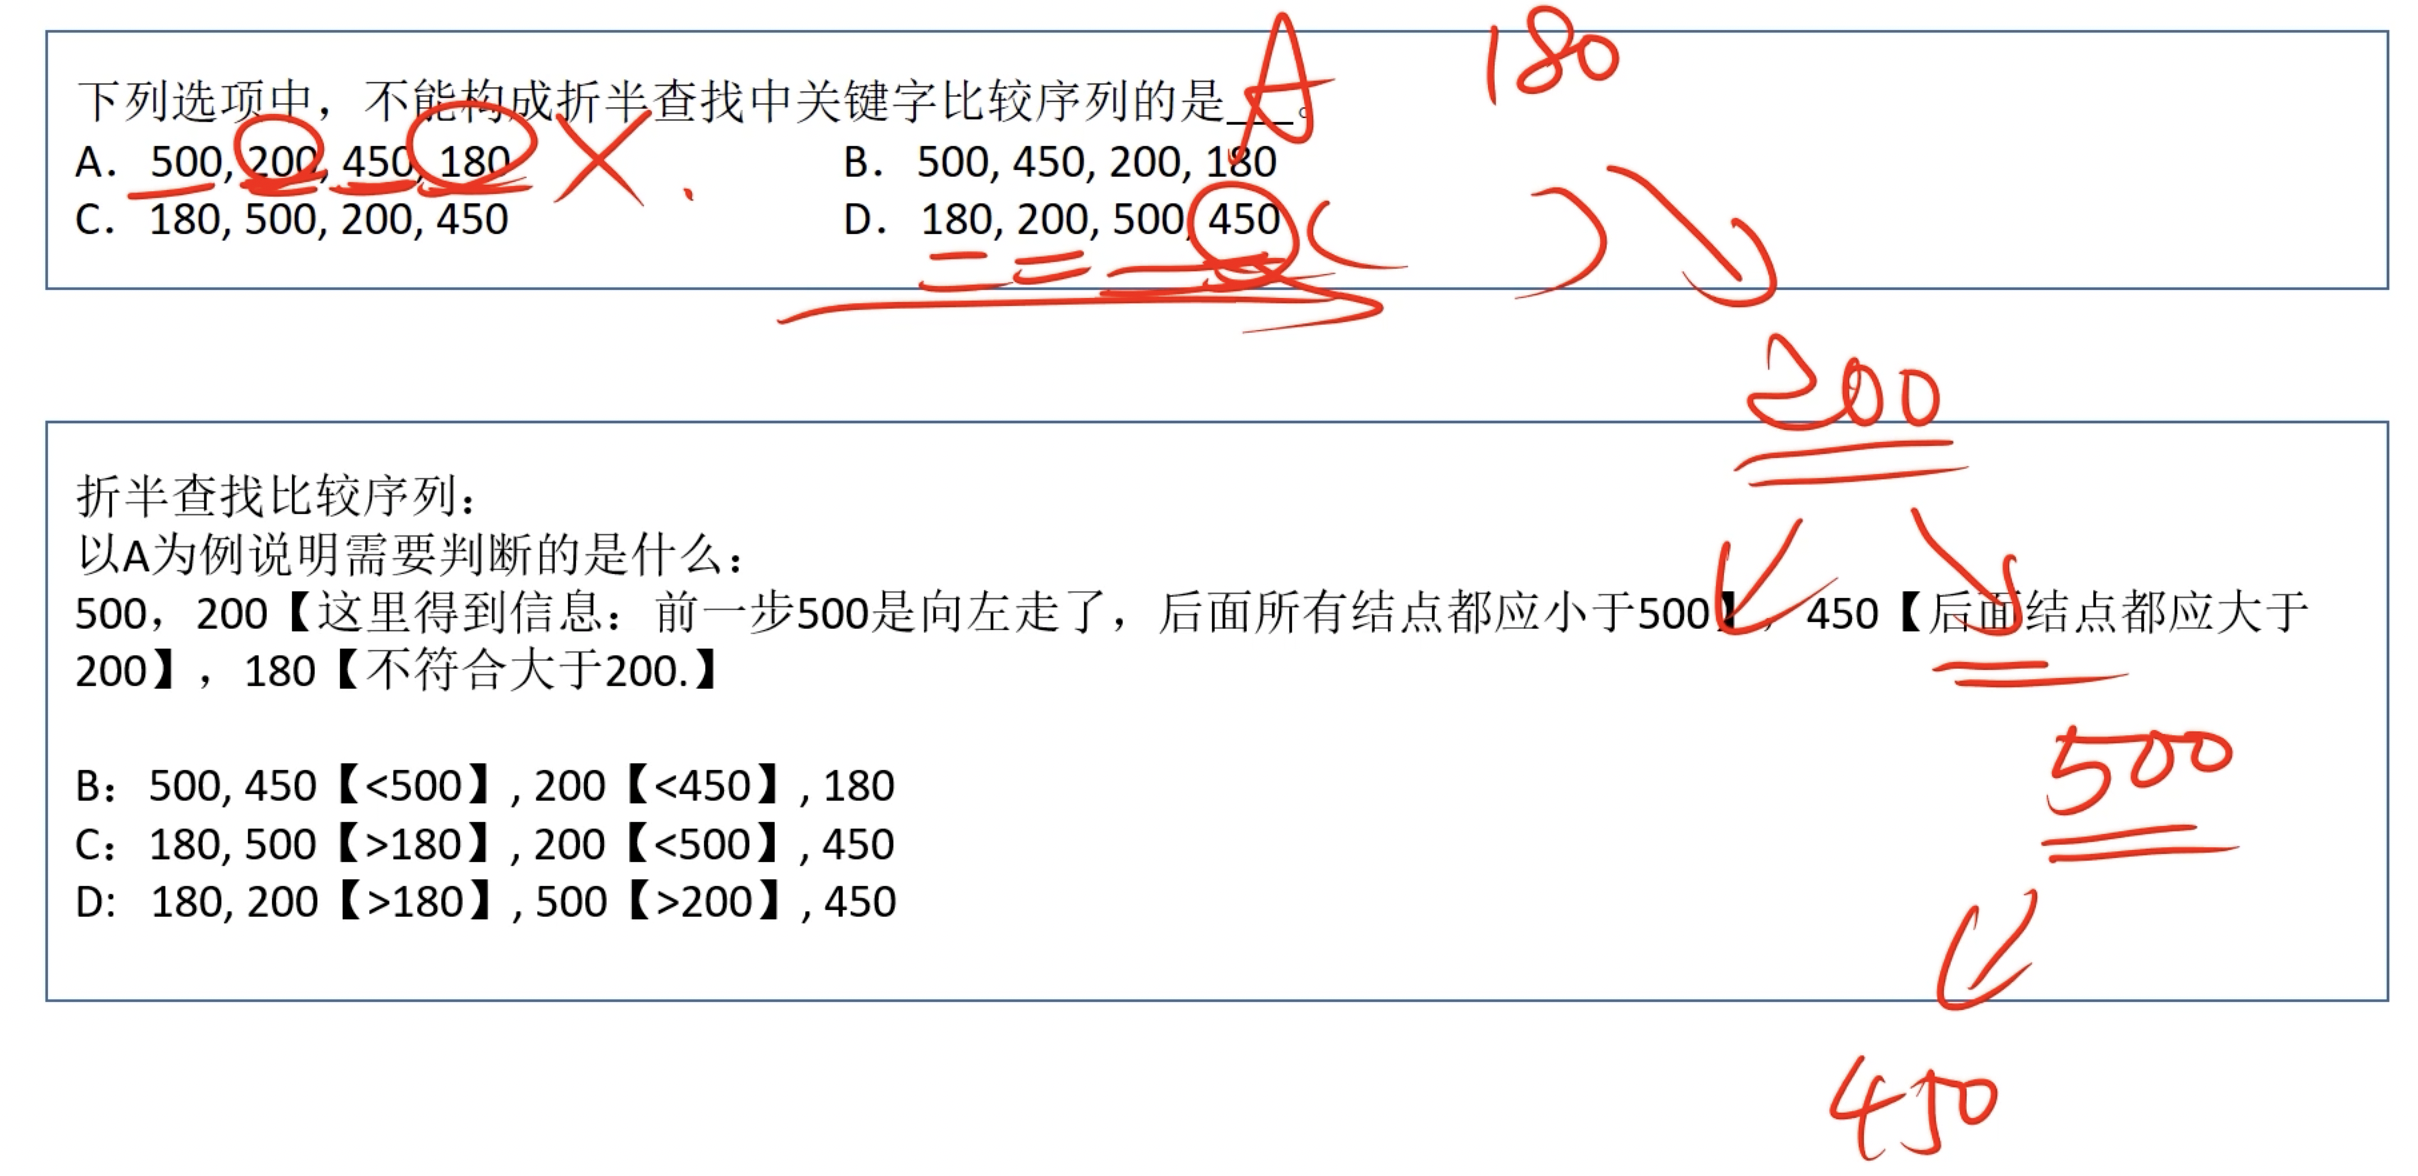 下列选项中，不能构成折半查找中关键字比较序列的是___。
A
180
A. 500, 200, 450, 180
B. 500, 450, 200, 180
C. 180, 500, 200, 450
D. 180, 200, 500, 450
200
折半查找比较序列：
以A为例说明需要判断的是什么：
500，200【这里得到信息：前一步500是向左走了，后面所有结点都应小于500】，450【后面结点都应大于
200】，180【不符合大于200.】
500
B：500, 450【<500】, 200【<450】, 180
C：180, 500【>180】, 200【<500】, 450
D: 180, 200【>180】, 500【>200】, 450
450